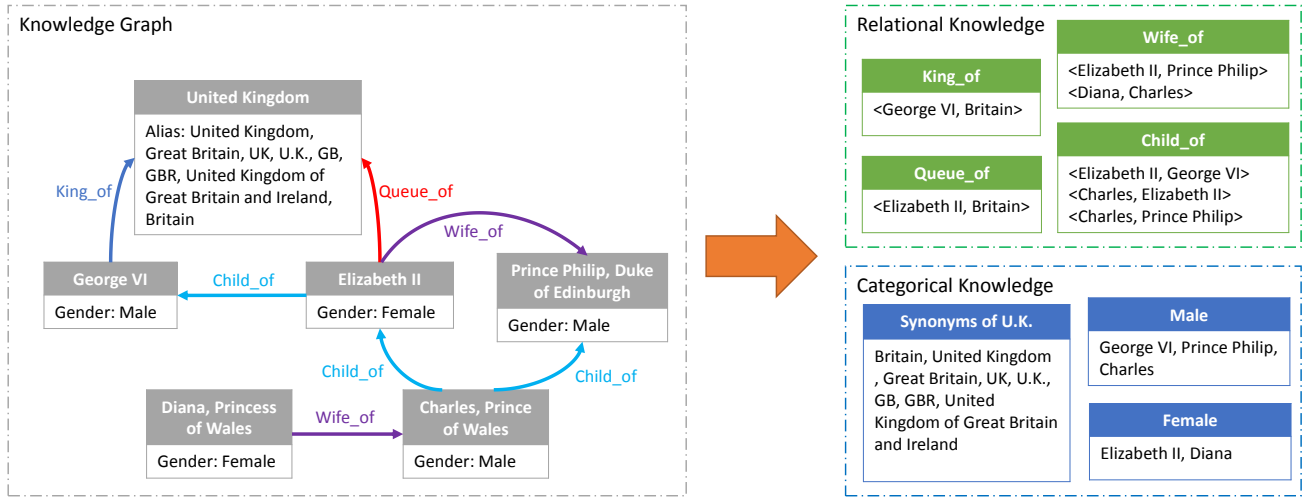 Knowledge Graph
United Kingdom
Alias: United Kingdom,
Great Britain, UK, U.K., GB,
GBR, United Kingdom of
Great Britain and Ireland,
Britain
King_of
Queue_of
Wife_of
George VI
Gender: Male
Child_of
Elizabeth II
Gender: Female
Prince Philip, Duke
of Edinburgh
Gender: Male
Child_of
Child_of
Diana, Princess
of Wales
Gender: Female
Wife_of
Charles, Prince
of Wales
Gender: Male
Relational Knowledge
King_of
<George VI, Britain>
Wife_of
<Elizabeth II, Prince Philip>
<Diana, Charles>
Queue_of
<Elizabeth II, Britain>
Child_of
<Elizabeth II, George VI>
<Charles, Elizabeth II>
<Charles, Prince Philip>
Categorical Knowledge
Synonyms of U.K.
Britain, United Kingdom
, Great Britain, UK, U.K.,
GB, GBR, United
Kingdom of Great Britain
and Ireland
Male
George VI, Prince Philip,
Charles
Female
Elizabeth II, Diana